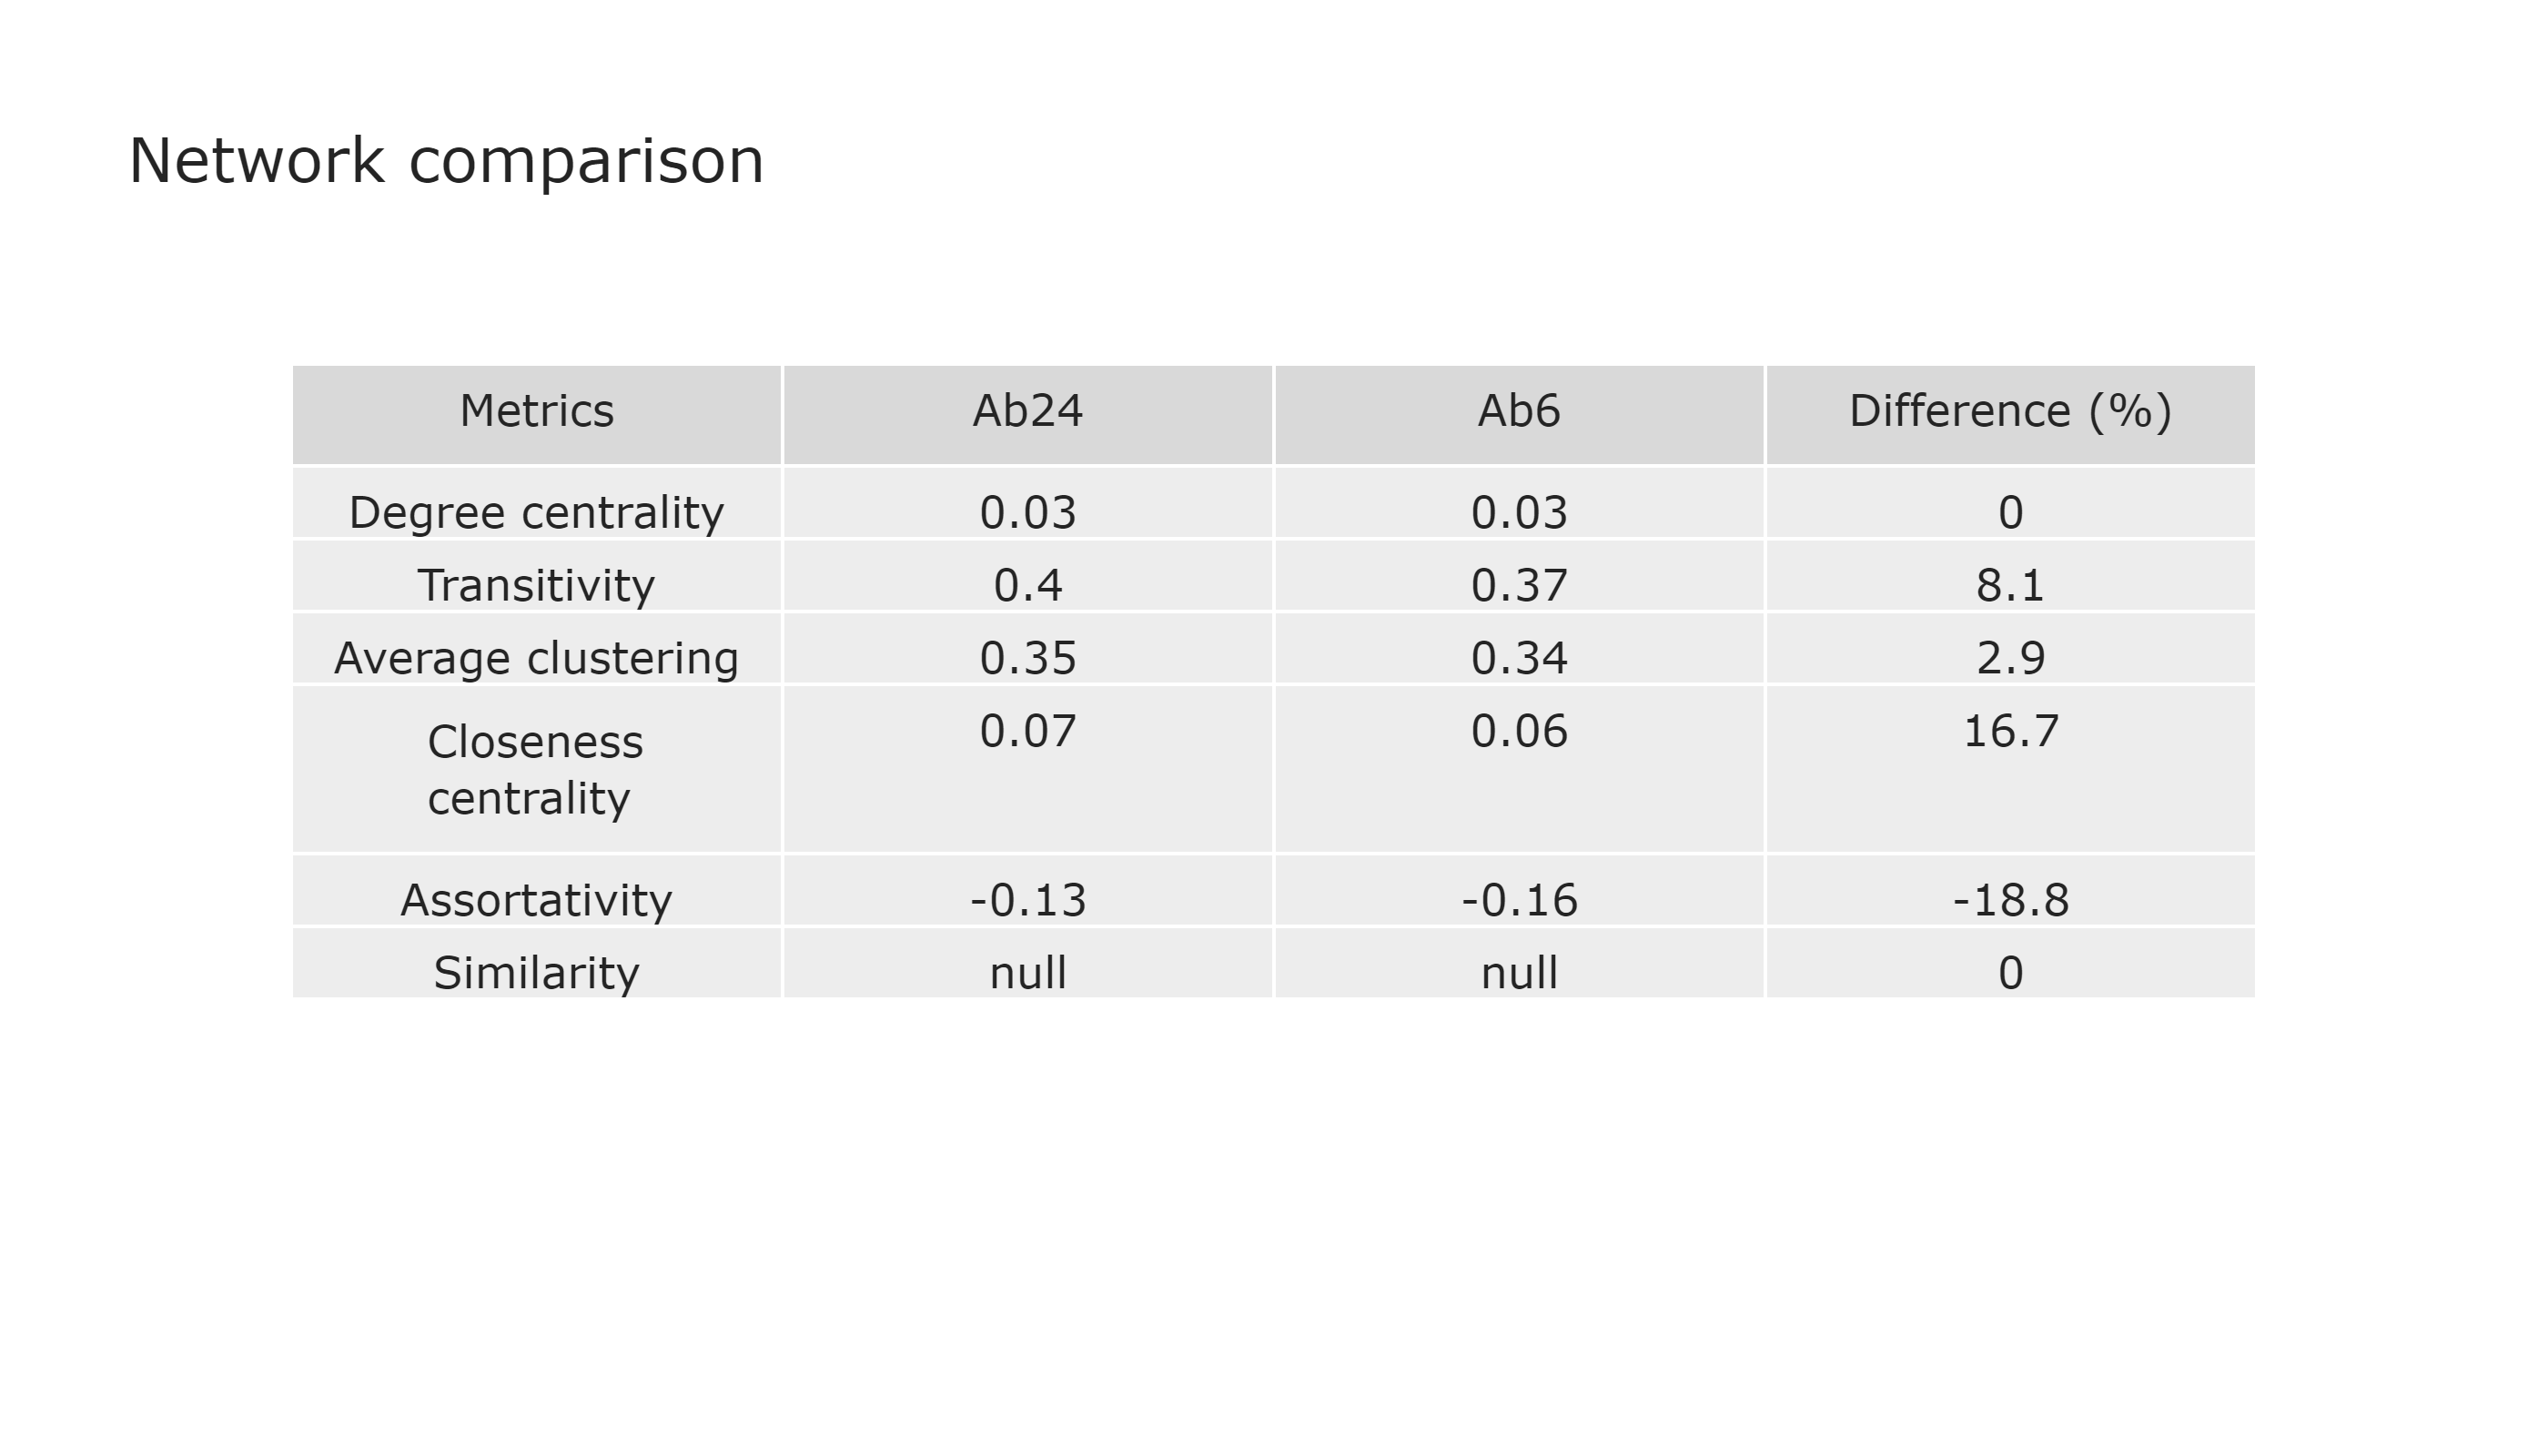 Network comparison
Metrics Ab24 Ab6 Difference (%)
Degree centrality 0.03 0.03 0
Transitivity 0.4 0.37 8.1
Average clustering 0.35 0.34 2.9
Closeness 0.07 0.06 16.7
centrality
Assortativity -0.13 -0.16 -18.8
Similarity null null 0